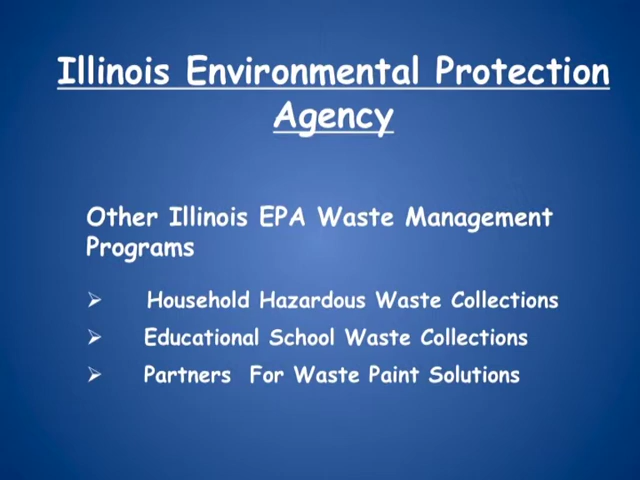 Illinois Environmental Protection
Agency
Other Illinois EPA Waste Management
Programs
Household Hazardous Waste Collections
Educational School Waste Collections
Partners For Waste Paint Solutions